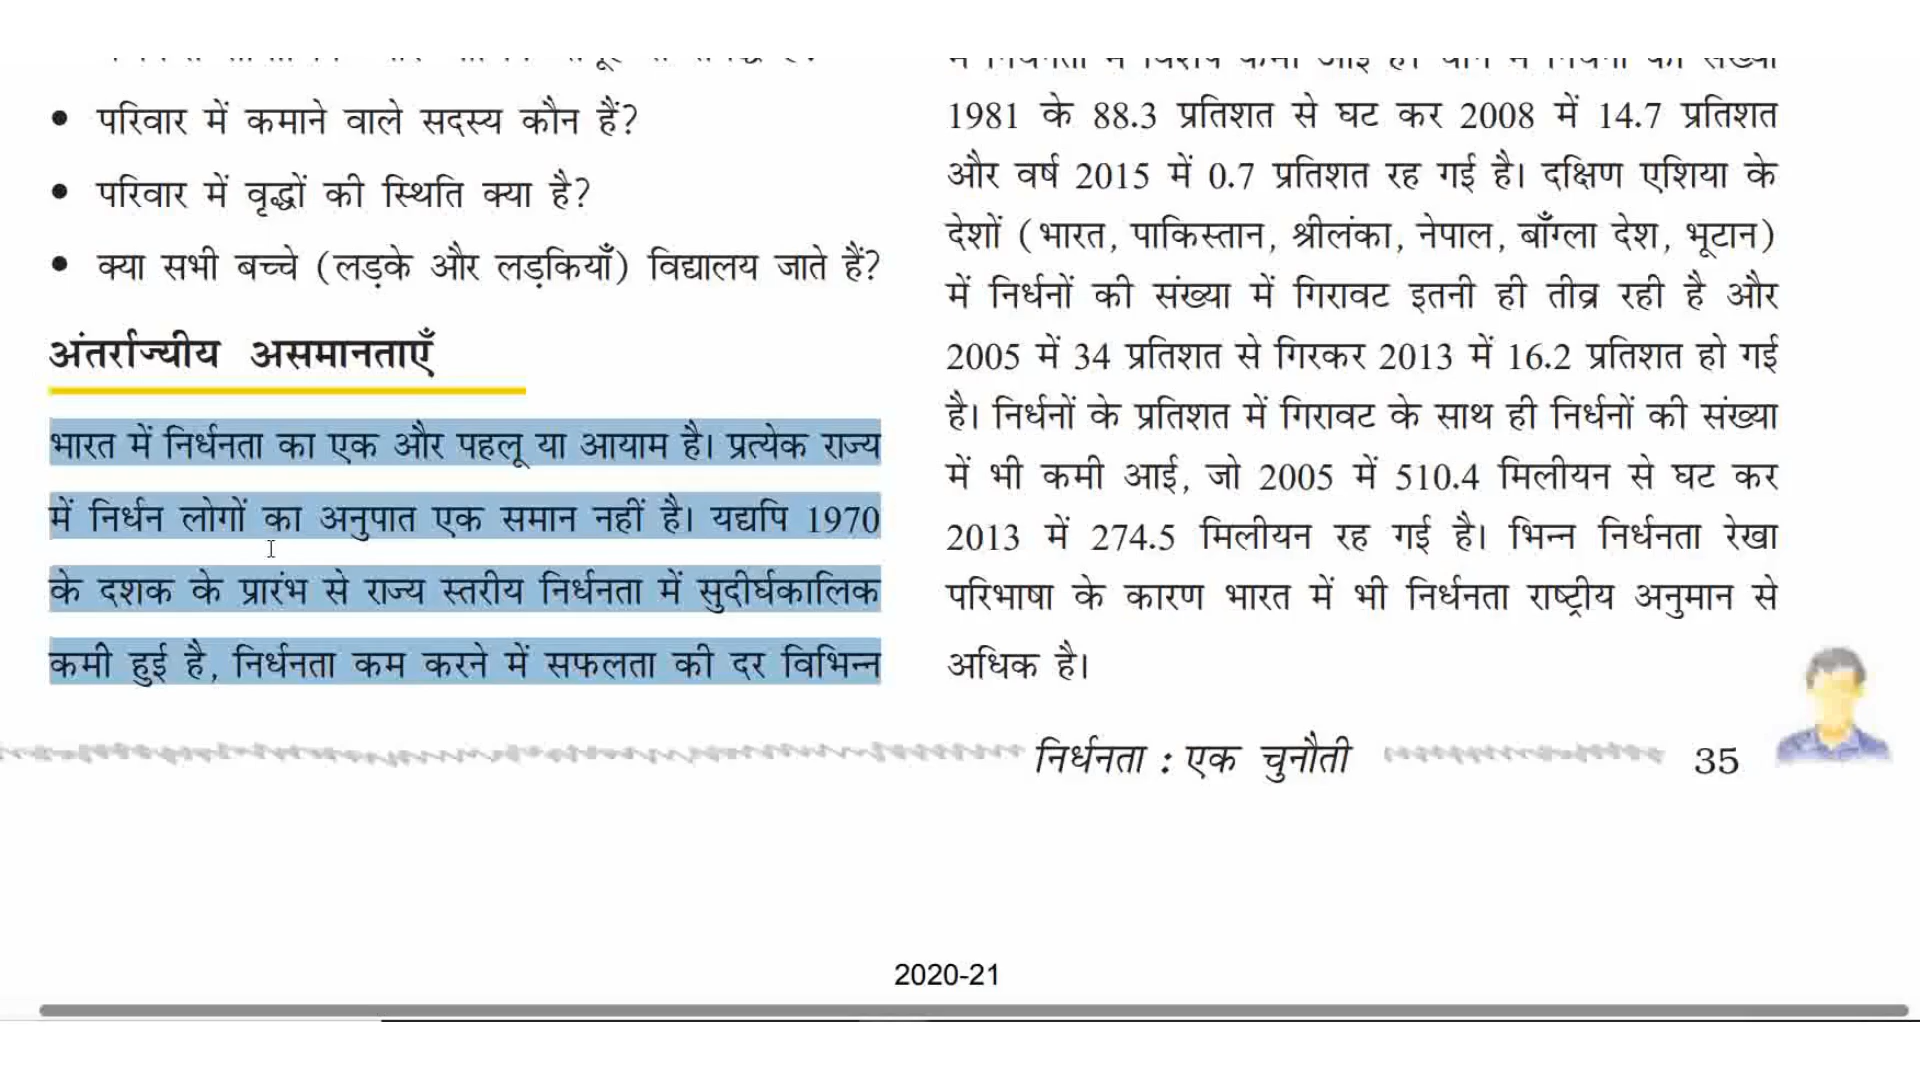 परिवार में कमाने वाले सदस्य कौन हैं?
परिवार में वृद्धों की स्थिति क्या है?
क्या सभी बच्चे (लड़के और लड़कियाँ) विद्यालय जाते हैं?
अंतर्राज्यीय असमानताएँ
भारत में निर्धनता का एक और पहलू या आयाम है। प्रत्येक राज्य
में निर्धन लोगों का अनुपात एक समान नहीं है। यद्यपि 1970
के दशक के प्रारंभ से राज्य स्तरीय निर्धनता में सुदीर्घकालिक
कमी हुई है, निर्धनता कम करने में सफलता की दर विभिन्न
1981 के 88.3 प्रतिशत से घट कर 2008 में 14.7 प्रतिशत
और वर्ष 2015 में 0.7 प्रतिशत रह गई है। दक्षिण एशिया के
देशों (भारत, पाकिस्तान, श्रीलंका, नेपाल, बाँग्ला देश, भूटान)
में निर्धनों की संख्या में गिरावट इतनी ही तीव्र रही है और
2005 में 34 प्रतिशत से गिरकर 2013 में 16.2 प्रतिशत हो गई
है। निर्धनों के प्रतिशत में गिरावट के साथ ही निर्धनों की संख्या
में भी कमी आई, जो 2005 में 510.4 मिलीयन से घट कर
2013 में 274.5 मिलीयन रह गई है। भिन्न निर्धनता रेखा
परिभाषा के कारण भारत में भी निर्धनता राष्ट्रीय अनुमान से
अधिक है।
निर्धनता : एक चुनौती 35
2020-21